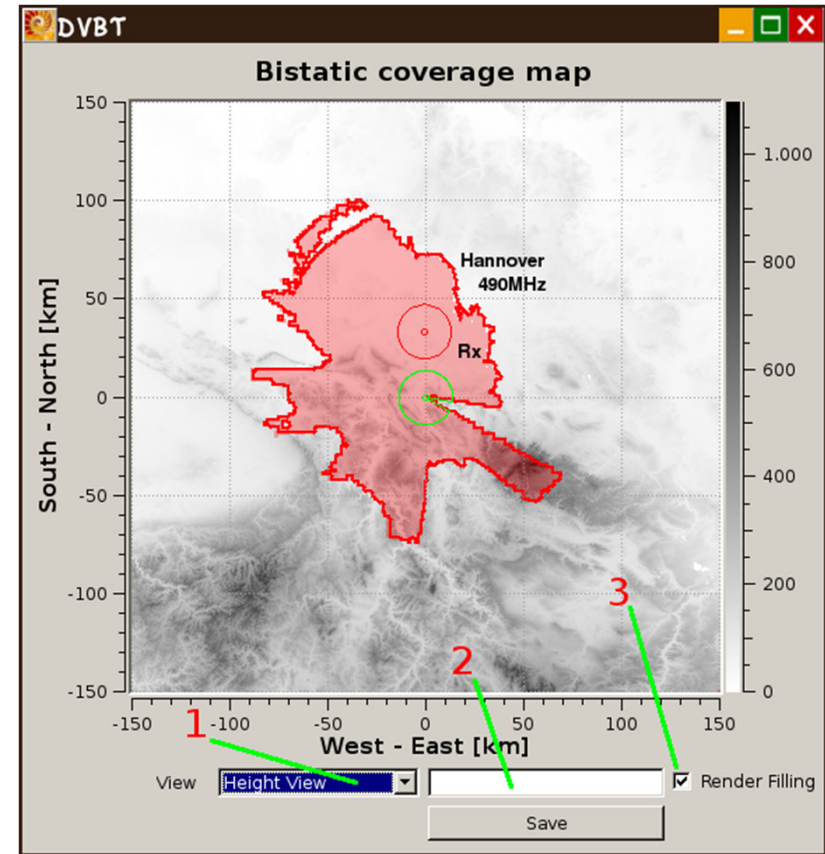 DVBT
Bistatic coverage map
150
100
50
0
-50
-100
-150
South - North [km]
Hannover
490MHz
Rx
1.000
800
600
400
200
0
-150 -100 -50 0 50 100 150
West - East [km]
1
2
3
View Height View Render Filling
Save